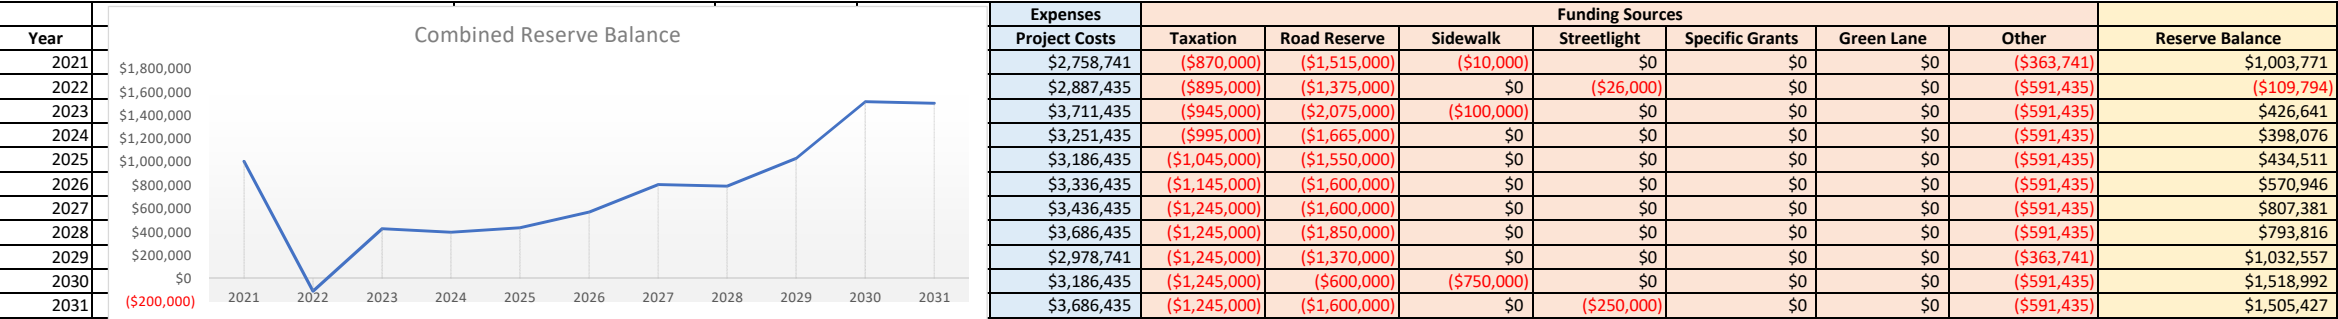 Expenses Funding Sources
Year Project Costs Taxation Road Reserve Sidewalk Streetlight Specific Grants Green Lane Other Reserve Balance
2021 $2,758,741 ($870,000) ($1,515,000) ($10,000) $0 $0 $0 ($363,741) $1,003,771
2022 $2,887,435 ($895,000) ($1,375,000) $0 ($26,000) $0 $0 ($591,435) ($109,794)
2023 $3,711,435 ($945,000) ($2,075,000) ($100,000) $0 $0 $0 ($591,435) $426,641
2024 $3,251,435 ($995,000) ($1,665,000) $0 $0 $0 $0 ($591,435) $398,076
2025 $3,186,435 ($1,045,000) ($1,550,000) $0 $0 $0 $0 ($591,435) $434,511
2026 $3,336,435 ($1,145,000) ($1,600,000) $0 $0 $0 $0 ($591,435) $570,946
2027 $3,436,435 ($1,245,000) ($1,600,000) $0 $0 $0 $0 ($591,435) $807,381
2028 $3,686,435 ($1,245,000) ($1,850,000) $0 $0 $0 $0 ($591,435) $793,816
2029 $2,978,741 ($1,245,000) ($1,370,000) $0 $0 $0 $0 ($363,741) $1,032,557
2030 $3,186,435 ($1,245,000) ($600,000) ($750,000) $0 $0 $0 ($591,435) $1,518,992
2031 $3,686,435 ($1,245,000) ($1,600,000) $0 ($250,000) $0 $0 ($591,435) $1,505,427
Combined Reserve Balance
$1,800,000
$1,600,000
$1,400,000
$1,200,000
$1,000,000
$800,000
$600,000
$400,000
$200,000
$0
($200,000)
2021 2022 2023 2024 2025 2026 2027 2028 2029 2030 2031